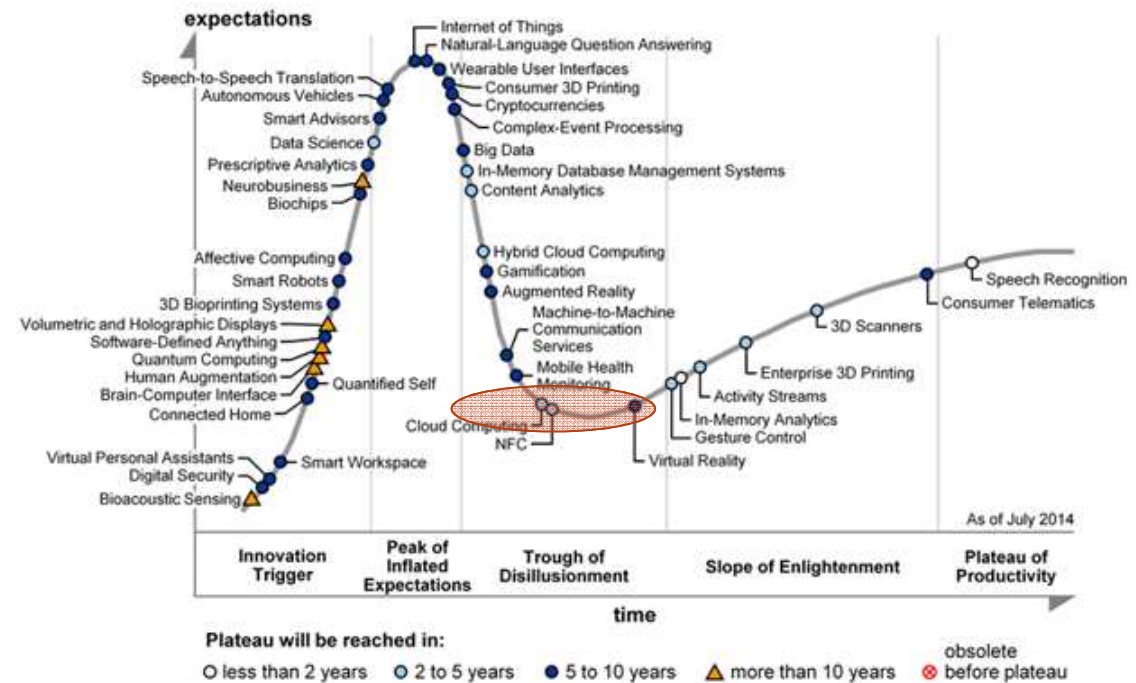 expectations
Internet of Things
Natural-Language Question Answering
Wearable User Interfaces
Consumer 3D Printing
Cryptocurrencies
Complex-Event Processing
Big Data
In-Memory Database Management Systems
Content Analytics
Speech-to-Speech Translation
Autonomous Vehicles
Smart Advisors
Data Science
Prescriptive Analytics
Neurobusiness
Biochips
Hybrid Cloud Computing
Gamification
Augmented Reality
Machine-to-Machine
Communication
Services
Mobile Health
Monitoring
Affective Computing
Smart Robots
3D Bioprinting Systems
Volumetric and Holographic Displays
Software-Defined Anything
Quantum Computing
Human Augmentation
Brain-Computer Interface
Quantified Self
Connected Home
Cloud Computing
NFC
Virtual Reality
Virtual Personal Assistants
Smart Workspace
Digital Security
Bioacoustic Sensing
Speech Recognition
Consumer Telematics
3D Scanners
Enterprise 3D Printing
Activity Streams
In-Memory Analytics
Gesture Control
As of July 2014
Innovation
Trigger
Peak of
Inflated
Expectations
Trough of
Disillusionment
Slope of Enlightenment
Plateau of
Productivity
time
Plateau will be reached in:
less than 2 years
2 to 5 years
5 to 10 years
more than 10 years
obsolete
before plateau